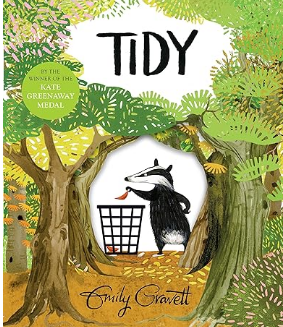 TIDY
BY THE
WINNER OF THE
KATE
GREENAWAY
MEDAL
Emily Gravett